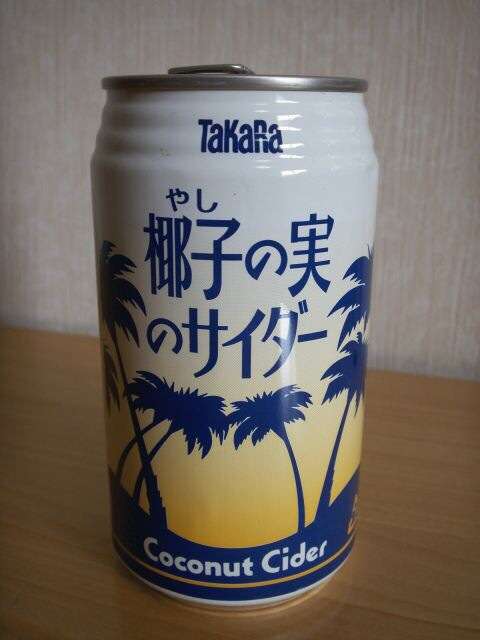 TaKaRa
やし
椰子の実
のサイダー
Coconut Cider